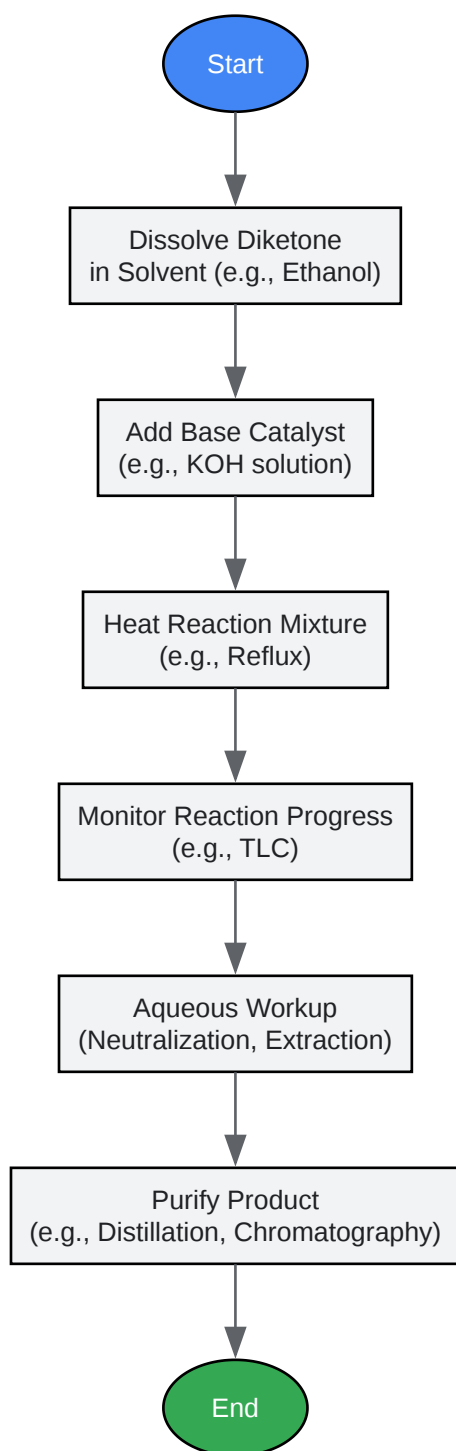 Start
Dissolve Diketone
in Solvent (e.g., Ethanol)
Add Base Catalyst
(e.g., KOH solution)
Heat Reaction Mixture
(e.g., Reflux)
Monitor Reaction Progress
(e.g., TLC)
Aqueous Workup
(Neutralization, Extraction)
Purify Product
(e.g., Distillation, Chromatography)
End